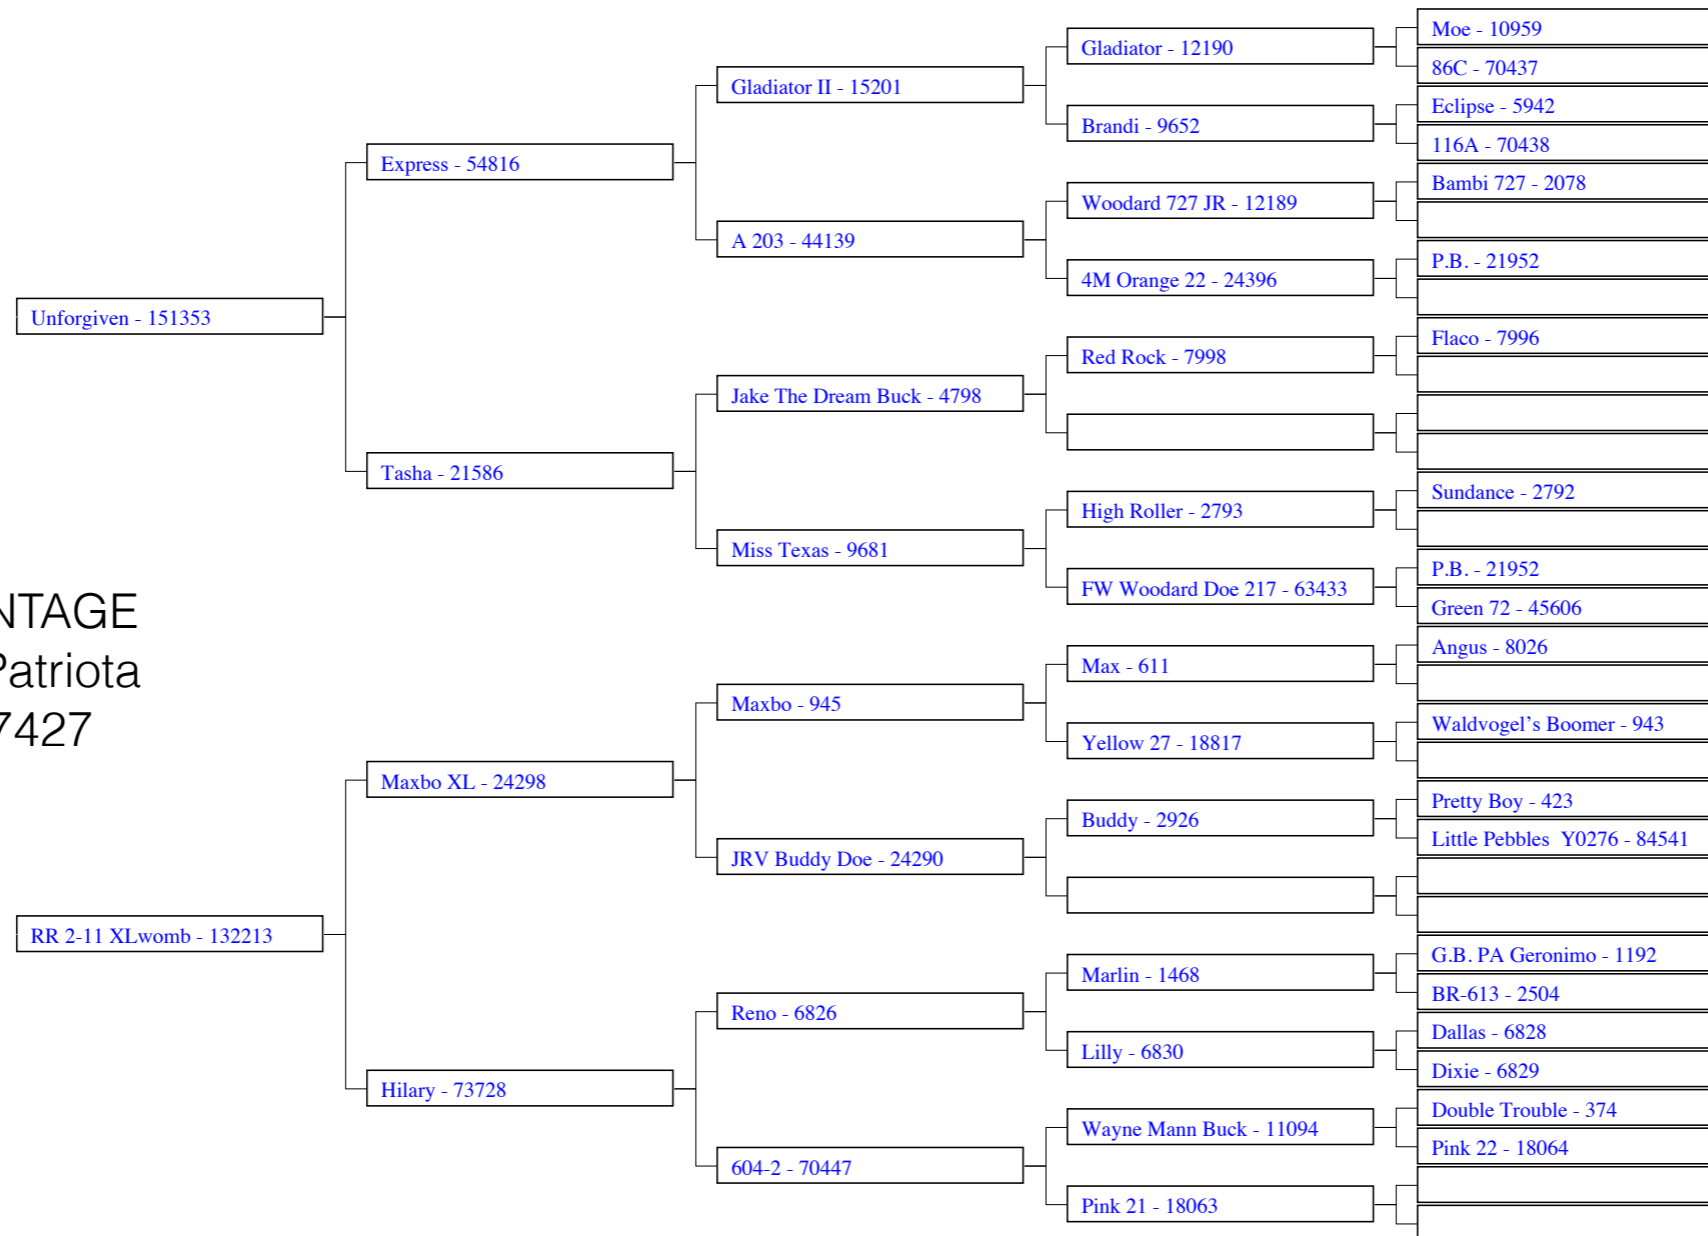 NTAGE
Patriota
7427
Unforgiven - 151353
RR 2-11 XLwomb - 132213
Express - 54816
Tasha - 21586
Maxbo XL - 24298
Hilary - 73728
Gladiator II - 15201
A 203 - 44139
Jake The Dream Buck - 4798
Miss Texas - 9681
Maxbo - 945
JRV Buddy Doe - 24290
Reno - 6826
604-2 - 70447
Gladiator - 12190
Brandi - 9652
Woodard 727 JR - 12189
4M Orange 22 - 24396
Red Rock - 7998
High Roller - 2793
FW Woodard Doe 217 - 63433
Max - 611
Yellow 27 - 18817
Buddy - 2926
Marlin - 1468
Lilly - 6830
Wayne Mann Buck - 11094
Pink 21 - 18063
Moe - 10959
86C - 70437
Eclipse - 5942
116A - 70438
Bambi 727 - 2078
P.B. - 21952
Flaco - 7996
Sundance - 2792
P.B. - 21952
Green 72 - 45606
Angus - 8026
Waldvogel's Boomer - 943
Pretty Boy - 423
Little Pebbles  Y0276 - 84541
G.B. PA Geronimo - 1192
BR-613 - 2504
Dallas - 6828
Dixie - 6829
Double Trouble - 374
Pink 22 - 18064